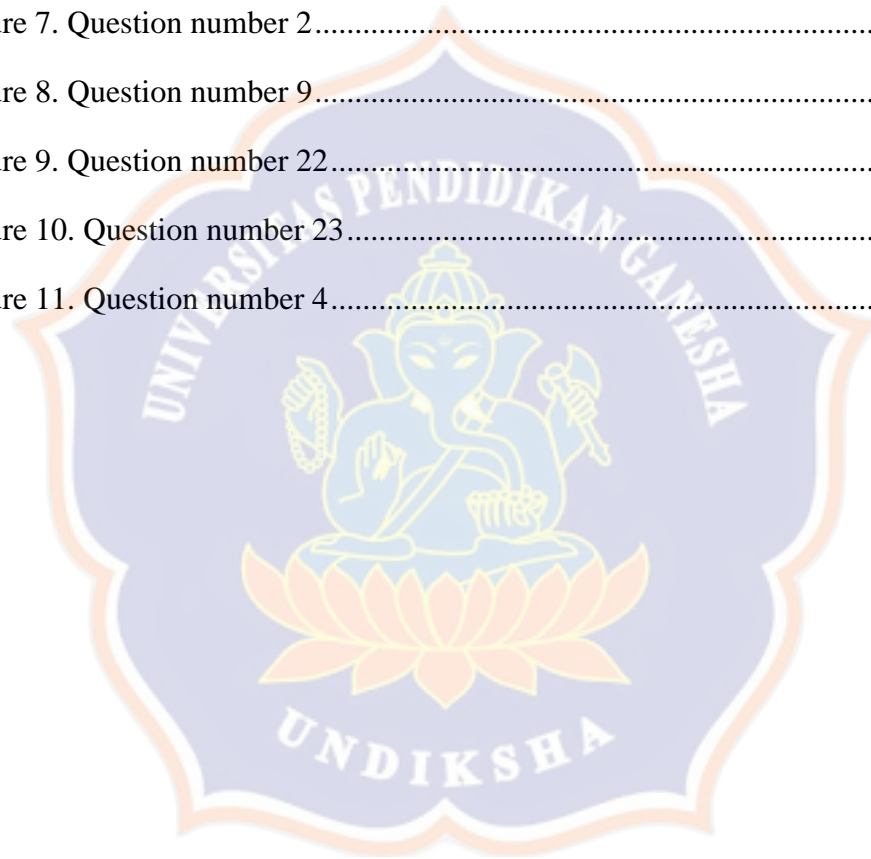 re 7. Question number 2......................................................................
re 8. Question number 9......................................................................
re 9. Question number 22....................................................................
re 10. Question number 23..................................................................
re 11. Question number 4....................................................................
UNIVERSITAS PENDIDIKAN GANESHA
UNDIKSHA